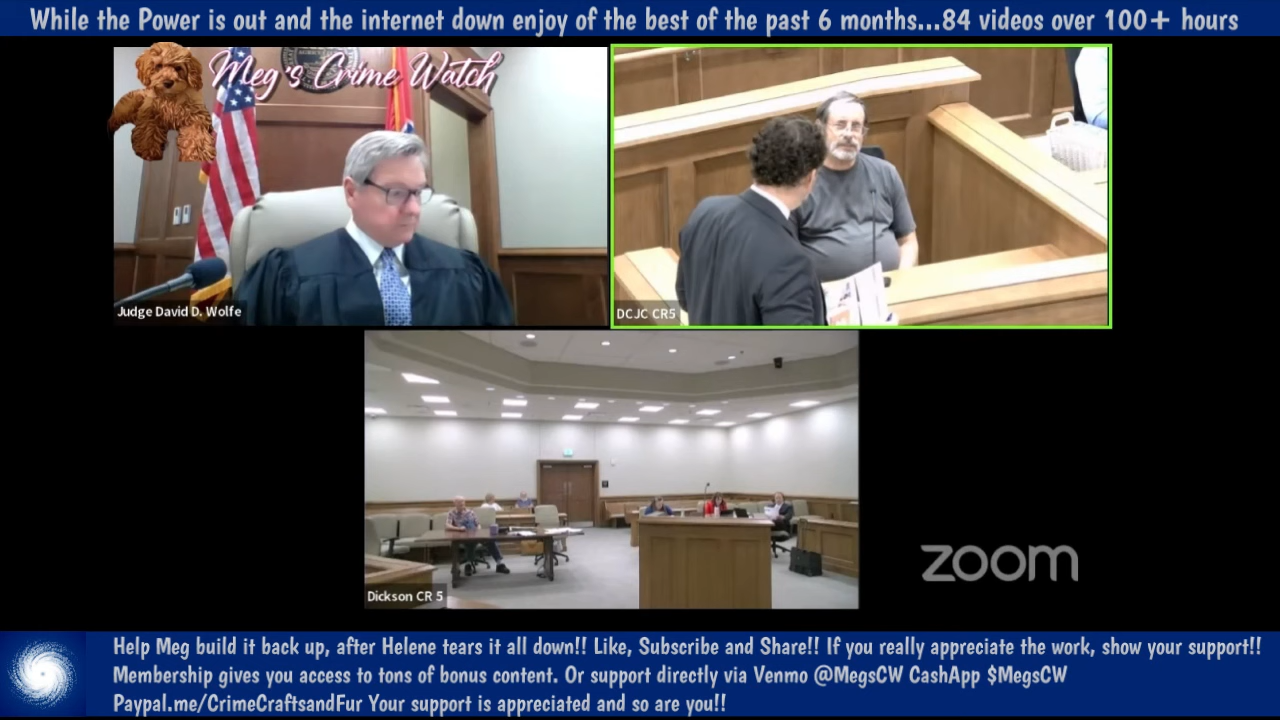 While the Power is out and the internet down enjoy of the best of the past 6 months...84 videos over 100+ hours
Meg's Crime Watch
Judge David D. Wolfe
DCJC CR5
Dickson CR 5
zoom
Help Meg build it back up, after Helene tears it all down!! Like, Subscribe and Share!! If you really appreciate the work, show your support!!
Membership gives you access to tons of bonus content. Or support directly via Venmo @MegsCW CashApp $MegsCW
Paypal.me/CrimeCraftsandFur Your support is appreciated and so are you!!